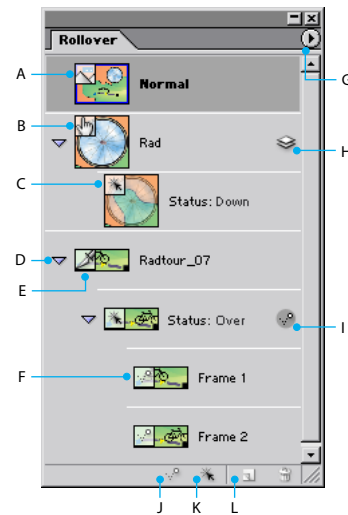 Rollover
A
G
Normal
B
Rad
H
C
Status: Down
D
Radtour_07
E
Status: Over
I
F
Frame 1
Frame 2
J
K
L